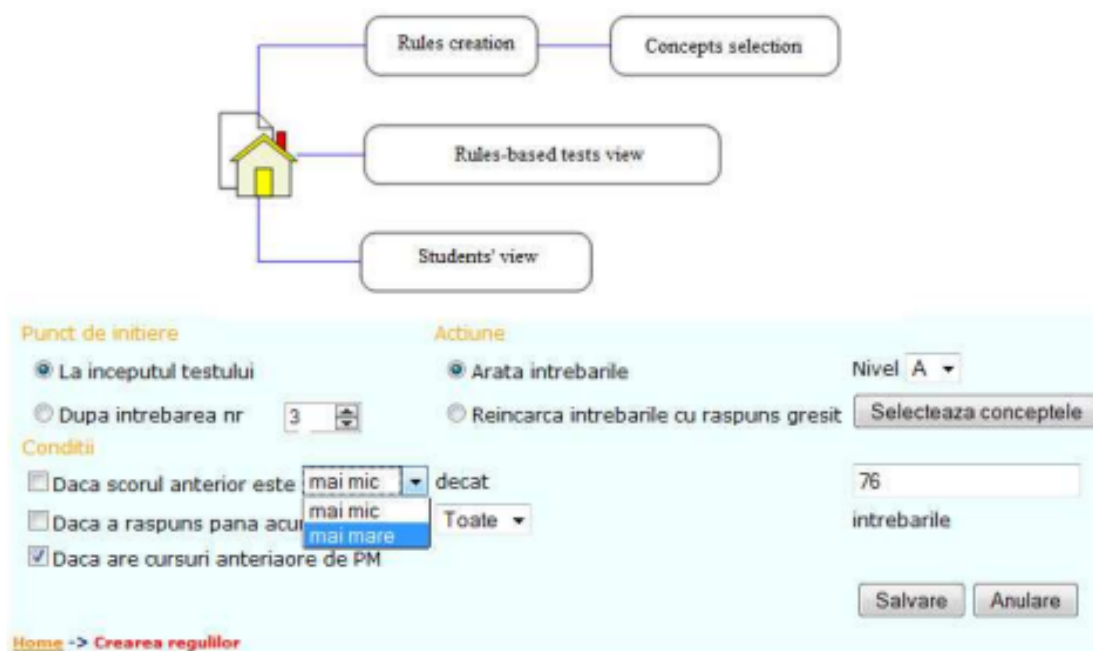 Rules creation
Concepts selection
Rules-based tests view
Students' view
Punct de initiere
Actiune
La inceputul testului
Arata intrebarile
Nivel A
Dupa intrebarea nr 3
Reincarca intrebarile cu raspuns gresit
Selecteaza conceptele
Conditii
Daca scorul anterior este mai mic decat 76
mai mic
mai mare
Daca a raspuns pana acu Toate intrebarile
Daca are cursuri anteriaore de PM
Salvare
Anulare
Home -> Crearea regulilor